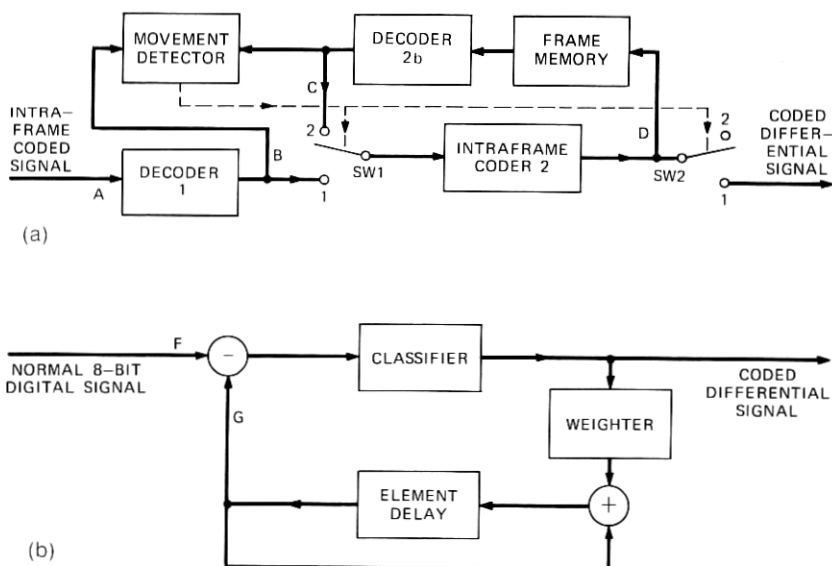 MOVEMENT
DETECTOR
DECODER
2b
FRAME
MEMORY
C
INTRA–
FRAME
CODED
SIGNAL
2
B
D
2
CODED
DIFFER–
ENTIAL
SIGNAL
DECODER
1
INTRAFRAME
CODER 2
SW1
SW2
A
1
1
(a)
F
–
CLASSIFIER
NORMAL 8–BIT
DIGITAL SIGNAL
CODED
DIFFERENTIAL
SIGNAL
G
WEIGHTER
ELEMENT
DELAY
+
(b)